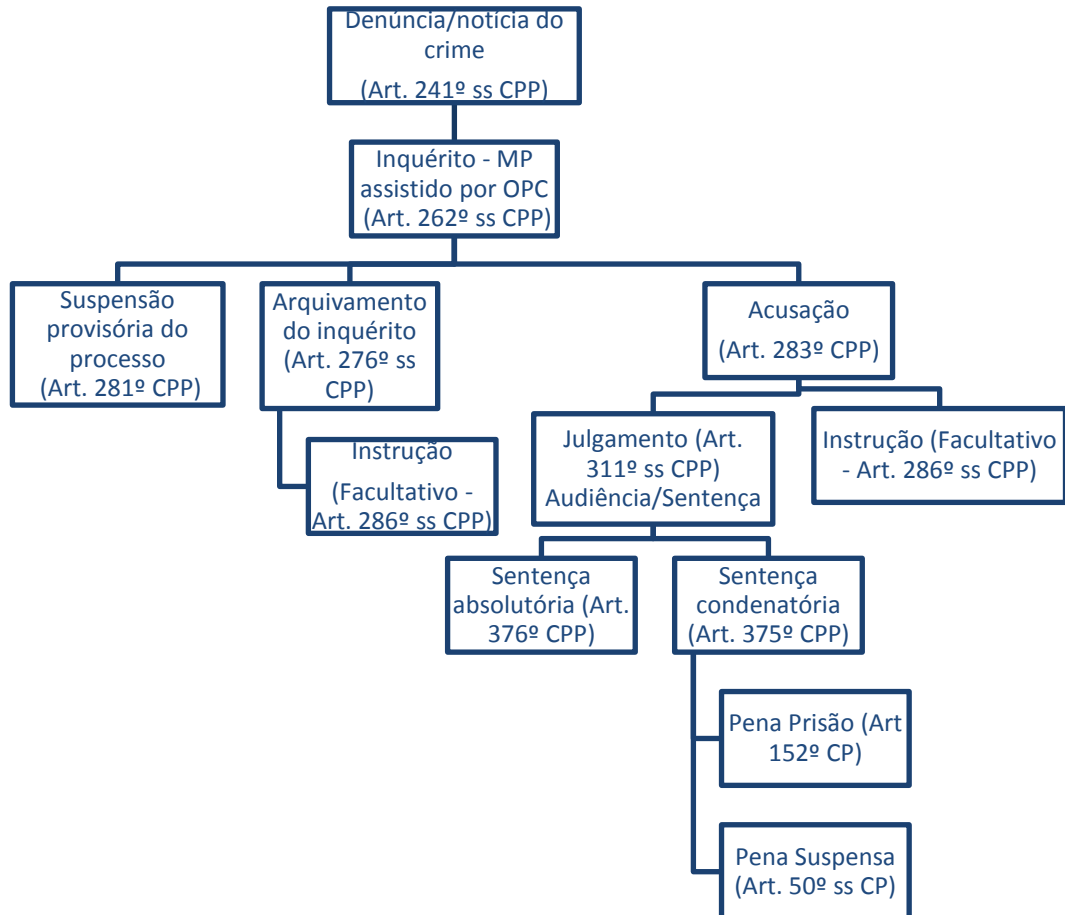 Denúncia/notícia do
crime
(Art. 241º ss CPP)
Inquérito - MP
assistido por OPC
(Art. 262º ss CPP)
Suspensão
provisória do
processo
(Art. 281º CPP)
Arquivamento
do inquérito
(Art. 276º ss
CPP)
Acusação
(Art. 283º CPP)
Instrução
(Facultativo -
Art. 286º ss CPP)
Julgamento (Art.
311º ss CPP)
Audiência/Sentença
Instrução (Facultativo
- Art. 286º ss CPP)
Sentença
absolutória (Art.
376º CPP)
Sentença
condenatória
(Art. 375º CPP)
Pena Prisão (Art
152º CP)
Pena Suspensa
(Art. 50º ss CP)